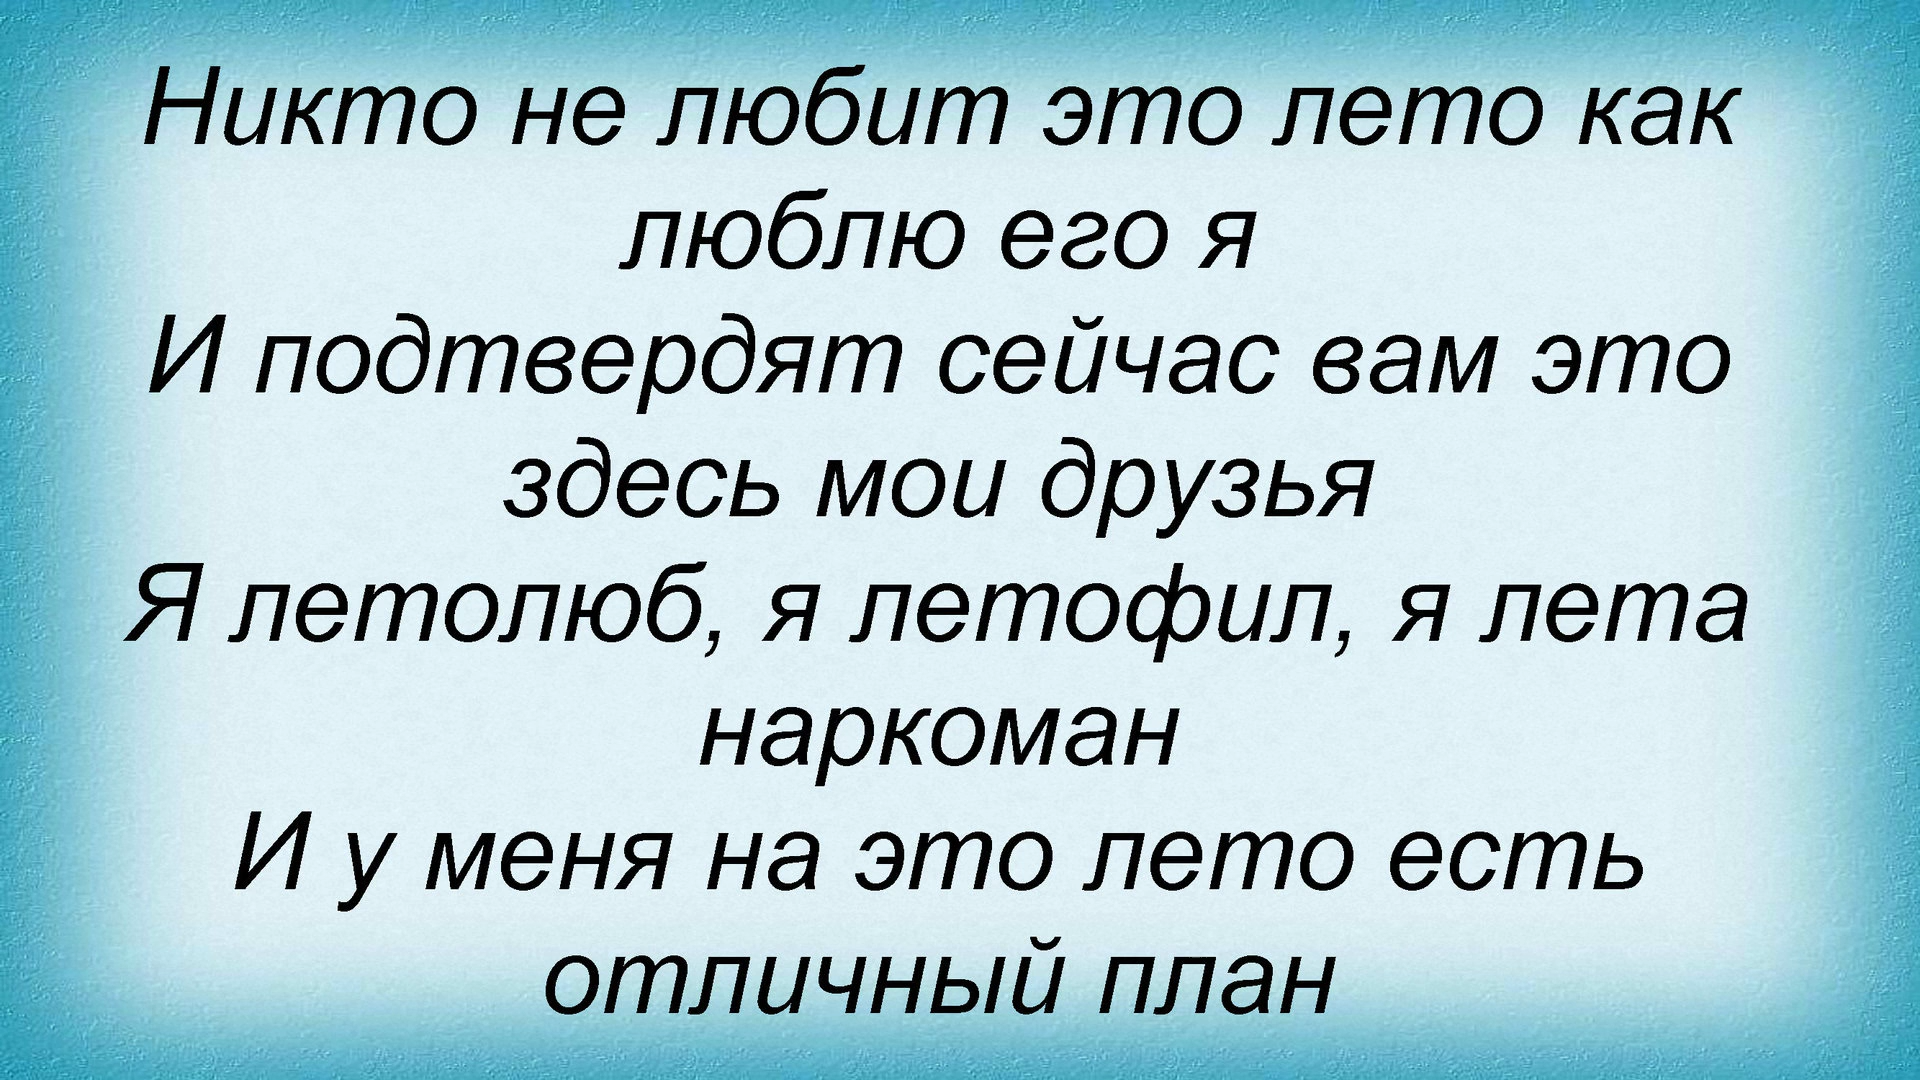 Никто не любит это лето как
люблю его я
И подтвердят сейчас вам это
здесь мои друзья
Я летолюб, я летофил, я лета
наркоман
И у меня на это лето есть
отличный план